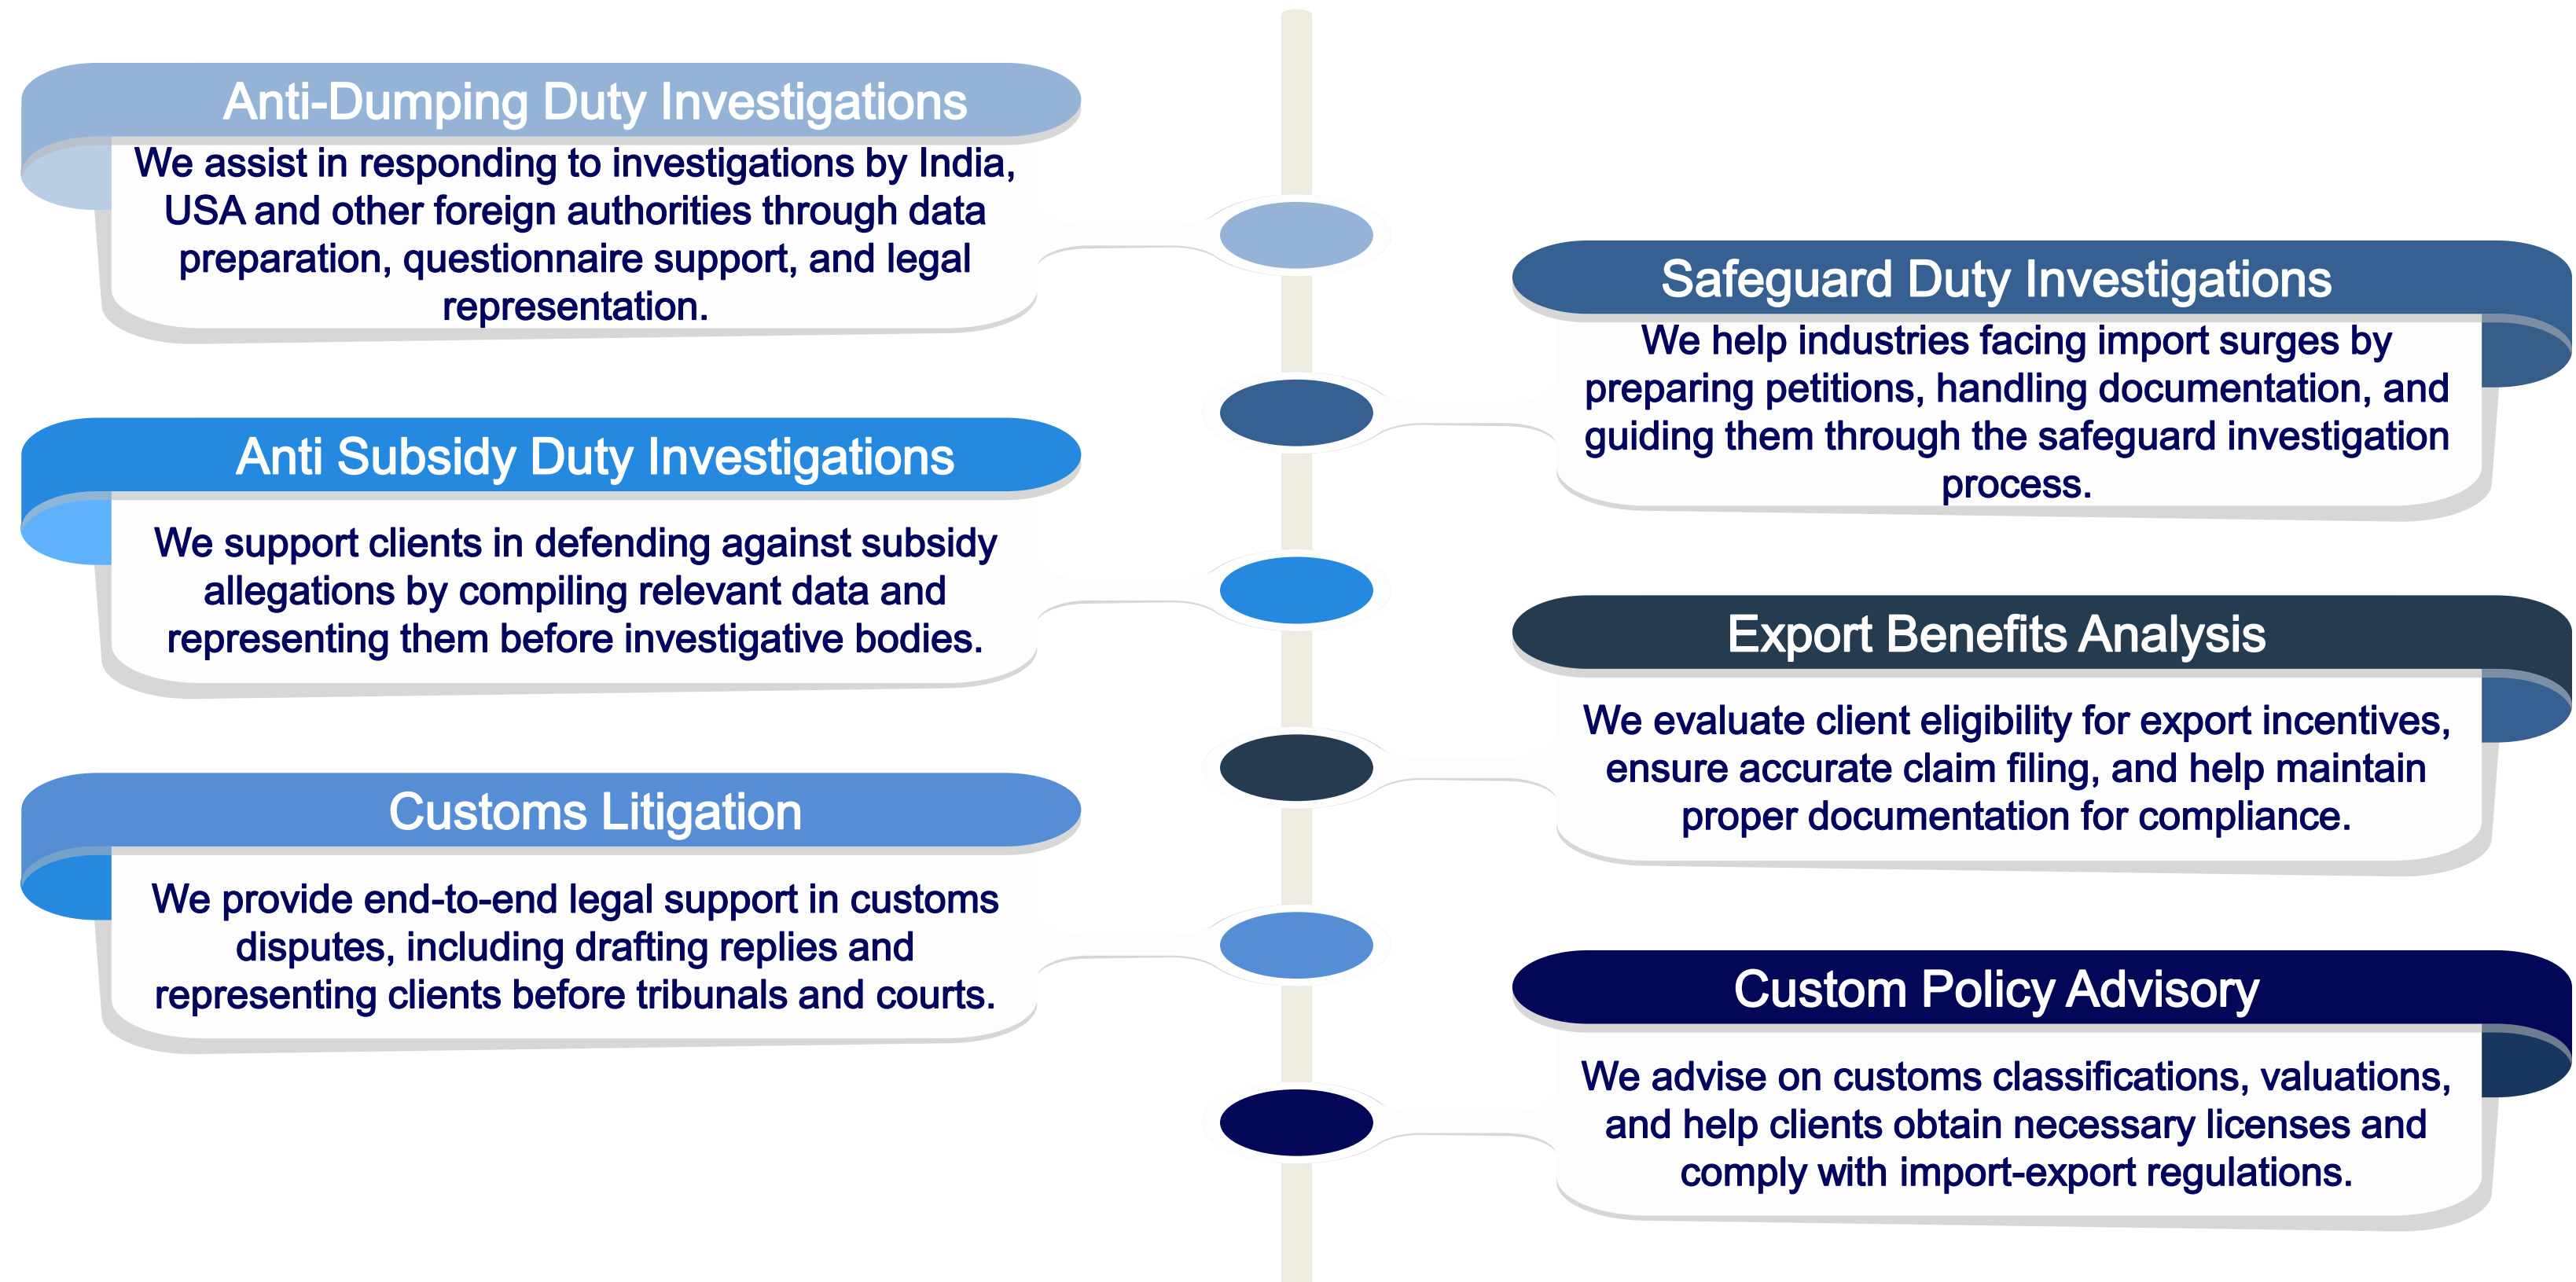 Anti-Dumping Duty Investigations
We assist in responding to investigations by India,
USA and other foreign authorities through data
preparation, questionnaire support, and legal
representation.
Safeguard Duty Investigations
We help industries facing import surges by
preparing petitions, handling documentation, and
guiding them through the safeguard investigation
process.
Anti Subsidy Duty Investigations
We support clients in defending against subsidy
allegations by compiling relevant data and
representing them before investigative bodies.
Export Benefits Analysis
We evaluate client eligibility for export incentives,
ensure accurate claim filing, and help maintain
proper documentation for compliance.
Customs Litigation
We provide end-to-end legal support in customs
disputes, including drafting replies and
representing clients before tribunals and courts.
Custom Policy Advisory
We advise on customs classifications, valuations,
and help clients obtain necessary licenses and
comply with import-export regulations.